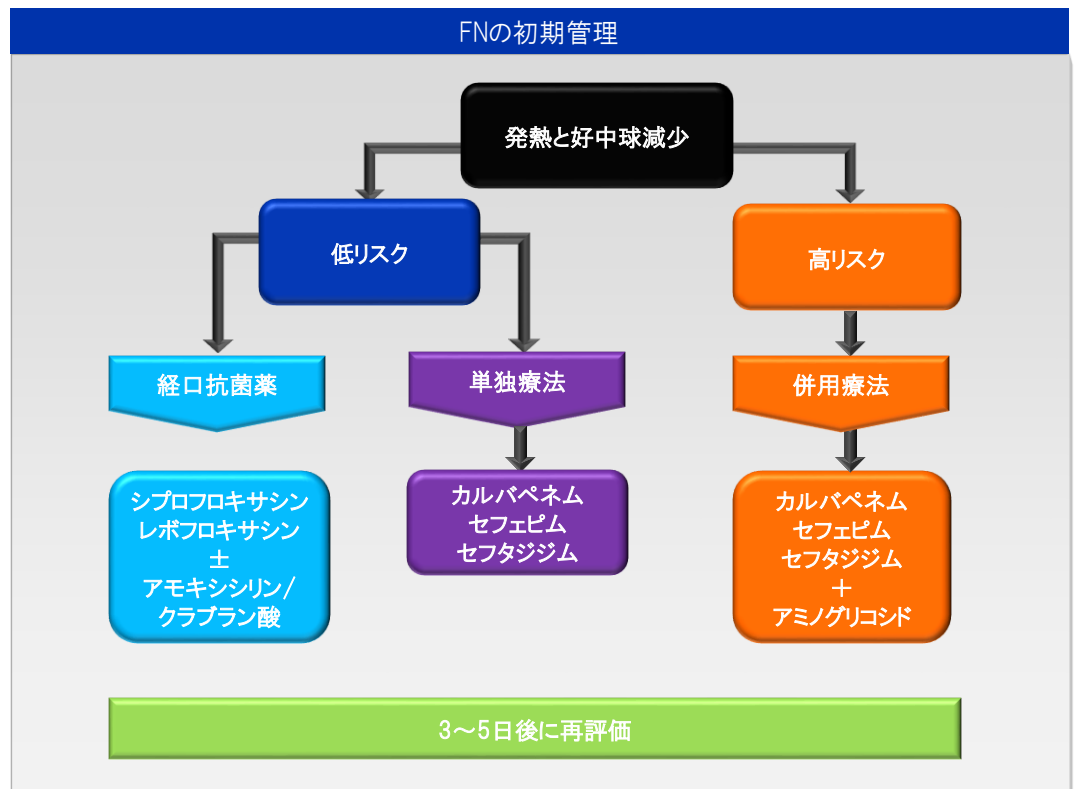 FNの初期管理
発熱と好中球減少
低リスク
高リスク
経口抗菌薬
単独療法
併用療法
シプロフロキサシン
レボフロキサシン
±
アモキシシリン/
クラブラン酸
カルバペネム
セフェピム
セフタジジム
カルバペネム
セフェピム
セフタジジム
＋
アミノグリコシド
3～5日後に再評価